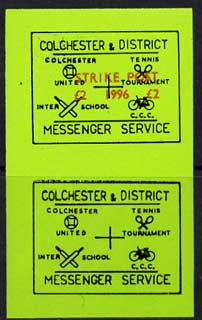 COLCHESTER & DISTRICT
COLCHESTER TENNIS
STRIKE POST
£2 1996 £2
UNITED TOURNAMENT
INTER SCHOOL C.C.C.
MESSENGER SERVICE
COLCHESTER & DISTRICT
COLCHESTER TENNIS
UNITED TOURNAMENT
INTER SCHOOL C.C.C.
MESSENGER SERVICE